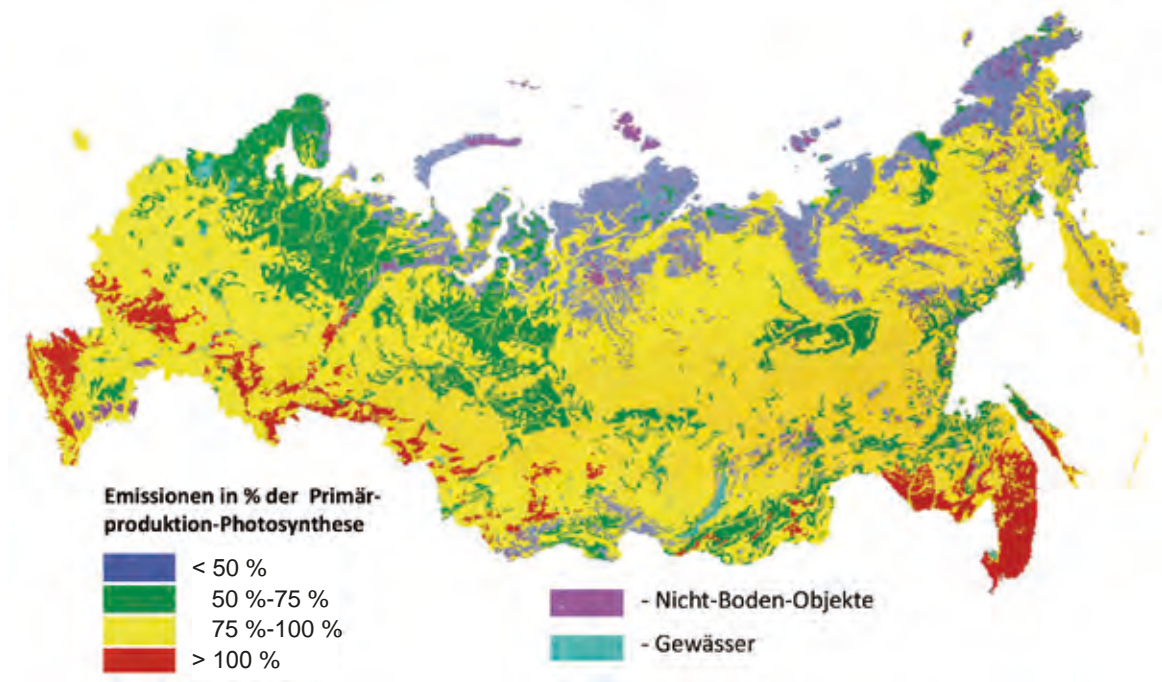 Emissionen in % der Primär-
produktion-Photosynthese
< 50 %
50 %-75 %
75 %-100 %
> 100 %
- Nicht-Boden-Objekte
- Gewässer